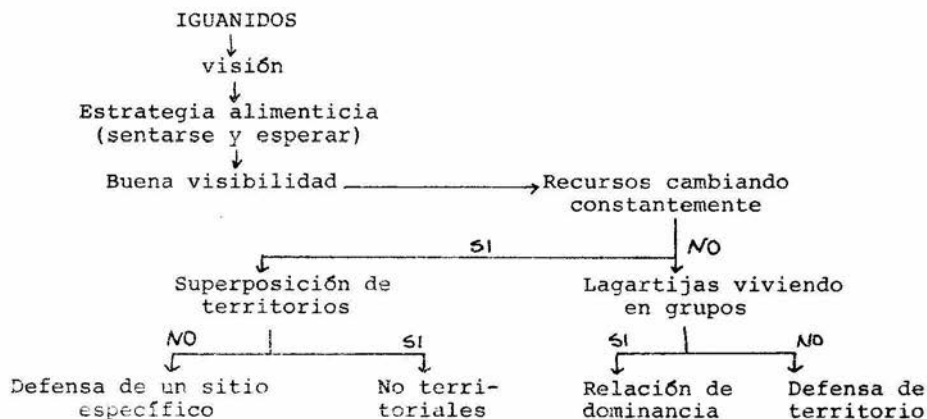 IGUANIDOS
visión
Estrategia alimenticia
(sentarse y esperar)
Buena visibilidad
Recursos cambiando
constantemente
SI
NO
Superposición de
territorios
Lagartijas viviendo
en grupos
NO
SI
SI
NO
Defensa de un sitio
específico
No terri-
toriales
Relación de
dominancia
Defensa de
territorio